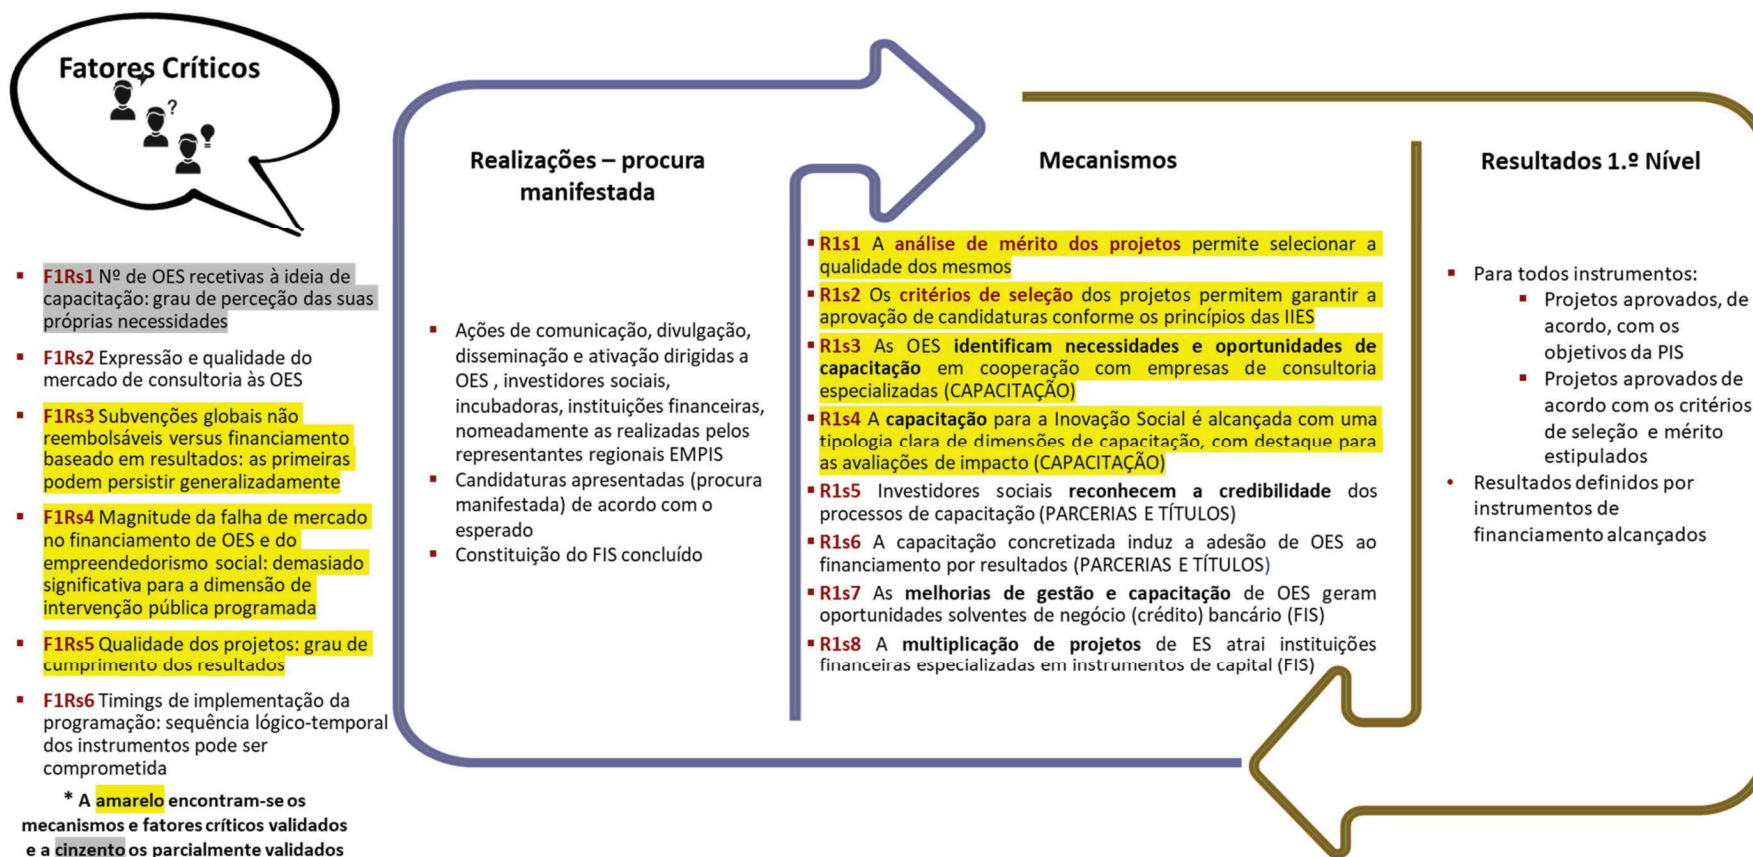 Fatores Críticos
?
▪ F1Rs1 Nº de OES recetivas à ideia de
capacitação: grau de perceção das suas
próprias necessidades
▪ F1Rs2 Expressão e qualidade do
mercado de consultoria às OES
▪ F1Rs3 Subvenções globais não
reembolsáveis versus financiamento
baseado em resultados: as primeiras
podem persistir generalizadamente
▪ F1Rs4 Magnitude da falha de mercado
no financiamento de OES e do
empreendedorismo social: demasiado
significativa para a dimensão de
intervenção pública programada
▪ F1Rs5 Qualidade dos projetos: grau de
cumprimento dos resultados
▪ F1Rs6 Timings de implementação da
programação: sequência lógico-temporal
dos instrumentos pode ser
comprometida
* A amarelo encontram-se os
mecanismos e fatores críticos validados
e a cinzento os parcialmente validados
Realizações – procura
manifestada
▪ Ações de comunicação, divulgação,
disseminação e ativação dirigidas a
OES , investidores sociais,
incubadoras, instituições financeiras,
nomeadamente as realizadas pelos
representantes regionais EMPIS
▪ Candidaturas apresentadas (procura
manifestada) de acordo com o
esperado
▪ Constituição do FIS concluído
Mecanismos
▪ R1s1 A análise de mérito dos projetos permite selecionar a
qualidade dos mesmos
▪ R1s2 Os critérios de seleção dos projetos permitem garantir a
aprovação de candidaturas conforme os princípios das IIES
▪ R1s3 As OES identificam necessidades e oportunidades de
capacitação em cooperação com empresas de consultoria
especializadas (CAPACITAÇÃO)
▪ R1s4 A capacitação para a Inovação Social é alcançada com uma
tipologia clara de dimensões de capacitação, com destaque para
as avaliações de impacto (CAPACITAÇÃO)
▪ R1s5 Investidores sociais reconhecem a credibilidade dos
processos de capacitação (PARCERIAS E TÍTULOS)
▪ R1s6 A capacitação concretizada induz a adesão de OES ao
financiamento por resultados (PARCERIAS E TÍTULOS)
▪ R1s7 As melhorias de gestão e capacitação de OES geram
oportunidades solventes de negócio (crédito) bancário (FIS)
▪ R1s8 A multiplicação de projetos de ES atrai instituições
financeiras especializadas em instrumentos de capital (FIS)
Resultados 1.º Nível
▪ Para todos instrumentos:
▪ Projetos aprovados, de
acordo, com os
objetivos da PIS
▪ Projetos aprovados de
acordo com os critérios
de seleção e mérito
estipulados
• Resultados definidos por
instrumentos de
financiamento alcançados